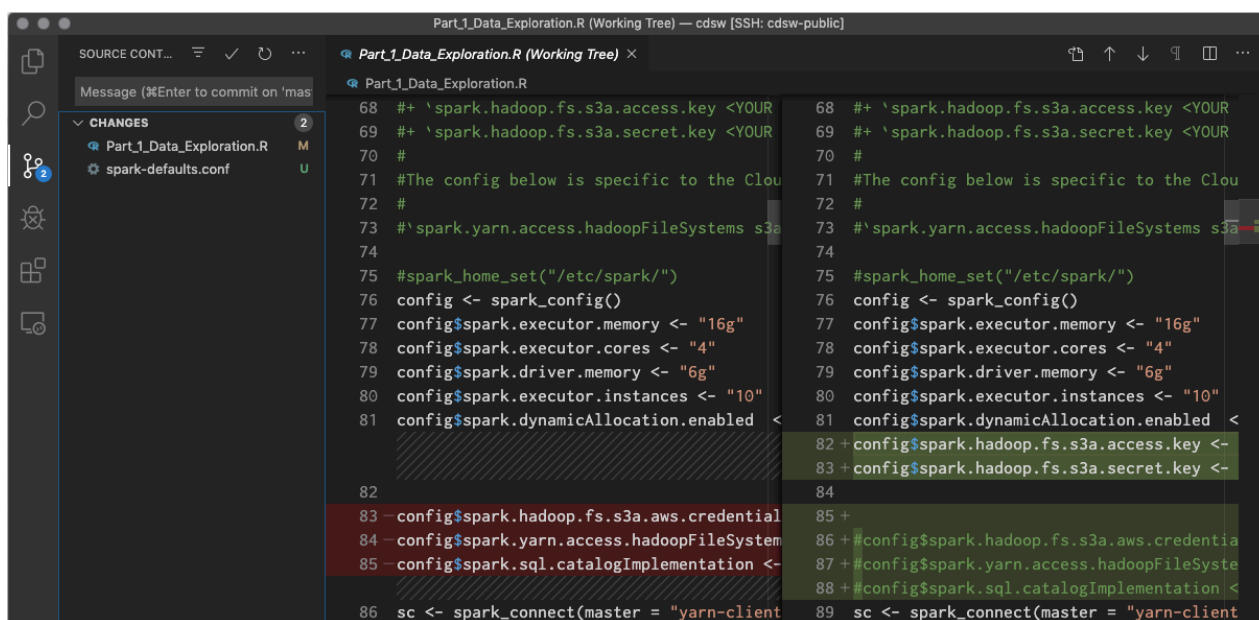 Part_1_Data_Exploration.R (Working Tree) — cdsw [SSH: cdsw-public]
SOURCE CONT...
Message (⌘Enter to commit on 'mas
CHANGES 2
Part_1_Data_Exploration.R M
spark-defaults.conf U
2
Part_1_Data_Exploration.R (Working Tree)
Part_1_Data_Exploration.R
68 #+ `spark.hadoop.fs.s3a.access.key <YOUR
69 #+ `spark.hadoop.fs.s3a.secret.key <YOUR
70 #
71 #The config below is specific to the Clou
72 #
73 #`spark.yarn.access.hadoopFileSystems s3a
74
75 #spark_home_set("/etc/spark/")
76 config <- spark_config()
77 config$spark.executor.memory <- "16g"
78 config$spark.executor.cores <- "4"
79 config$spark.driver.memory <- "6g"
80 config$spark.executor.instances <- "10"
81 config$spark.dynamicAllocation.enabled <
82
83 −config$spark.hadoop.fs.s3a.aws.credential
84 −config$spark.yarn.access.hadoopFileSystem
85 −config$spark.sql.catalogImplementation <-
86 sc <- spark_connect(master = "yarn-client
68 #+ `spark.hadoop.fs.s3a.access.key <YOUR
69 #+ `spark.hadoop.fs.s3a.secret.key <YOUR
70 #
71 #The config below is specific to the Clou
72 #
73 #`spark.yarn.access.hadoopFileSystems s3a
74
75 #spark_home_set("/etc/spark/")
76 config <- spark_config()
77 config$spark.executor.memory <- "16g"
78 config$spark.executor.cores <- "4"
79 config$spark.driver.memory <- "6g"
80 config$spark.executor.instances <- "10"
81 config$spark.dynamicAllocation.enabled <
82 +config$spark.hadoop.fs.s3a.access.key <-
83 +config$spark.hadoop.fs.s3a.secret.key <-
84
85 +
86 +#config$spark.hadoop.fs.s3a.aws.credentia
87 +#config$spark.yarn.access.hadoopFileSyste
88 +#config$spark.sql.catalogImplementation <
89 sc <- spark_connect(master = "yarn-client